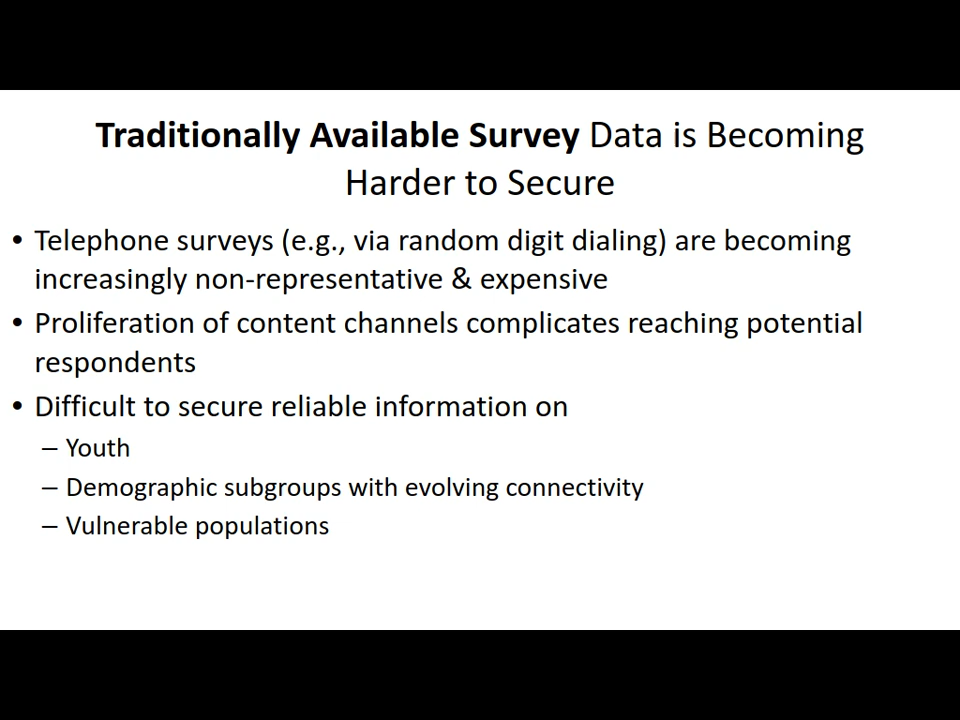 Traditionally Available Survey Data is Becoming
Harder to Secure
• Telephone surveys (e.g., via random digit dialing) are becoming
increasingly non-representative & expensive
• Proliferation of content channels complicates reaching potential
respondents
• Difficult to secure reliable information on
– Youth
– Demographic subgroups with evolving connectivity
– Vulnerable populations